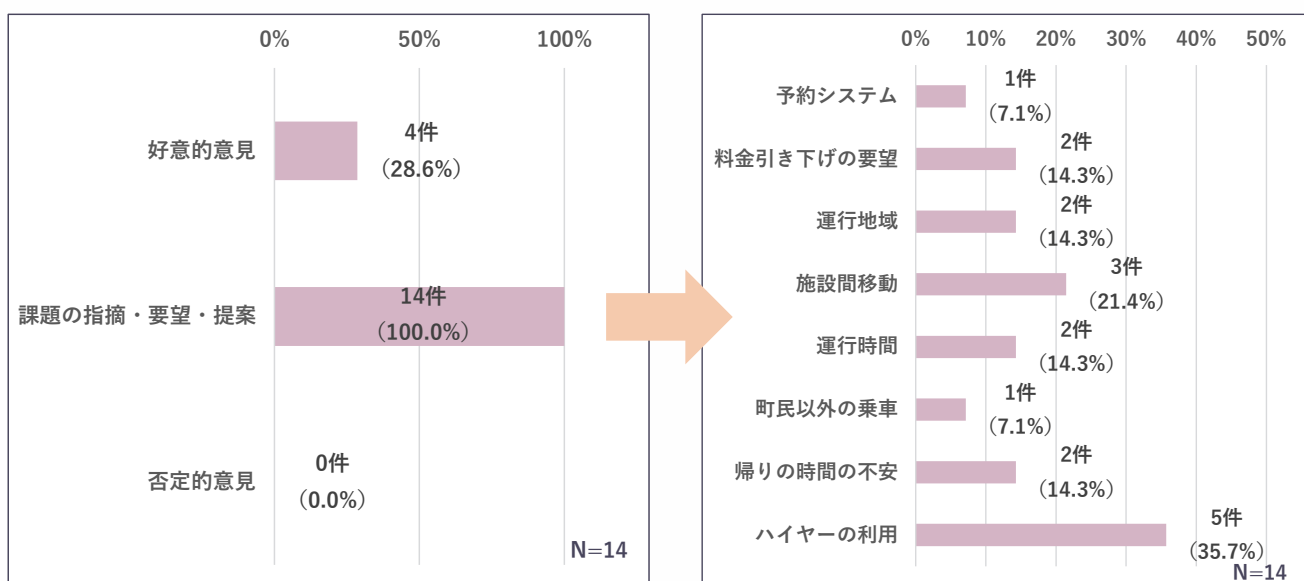 0%
50%
100%
好意的意見
4件
（28.6%）
課題の指摘・要望・提案
14件
（100.0%）
否定的意見
0件
（0.0%）
N=14
0%
10%
20%
30%
40%
50%
予約システム
1件
（7.1%）
料金引き下げの要望
2件
（14.3%）
運行地域
2件
（14.3%）
施設間移動
3件
（21.4%）
運行時間
2件
（14.3%）
町民以外の乗車
1件
（7.1%）
帰りの時間の不安
2件
（14.3%）
ハイヤーの利用
5件
（35.7%）
N=14